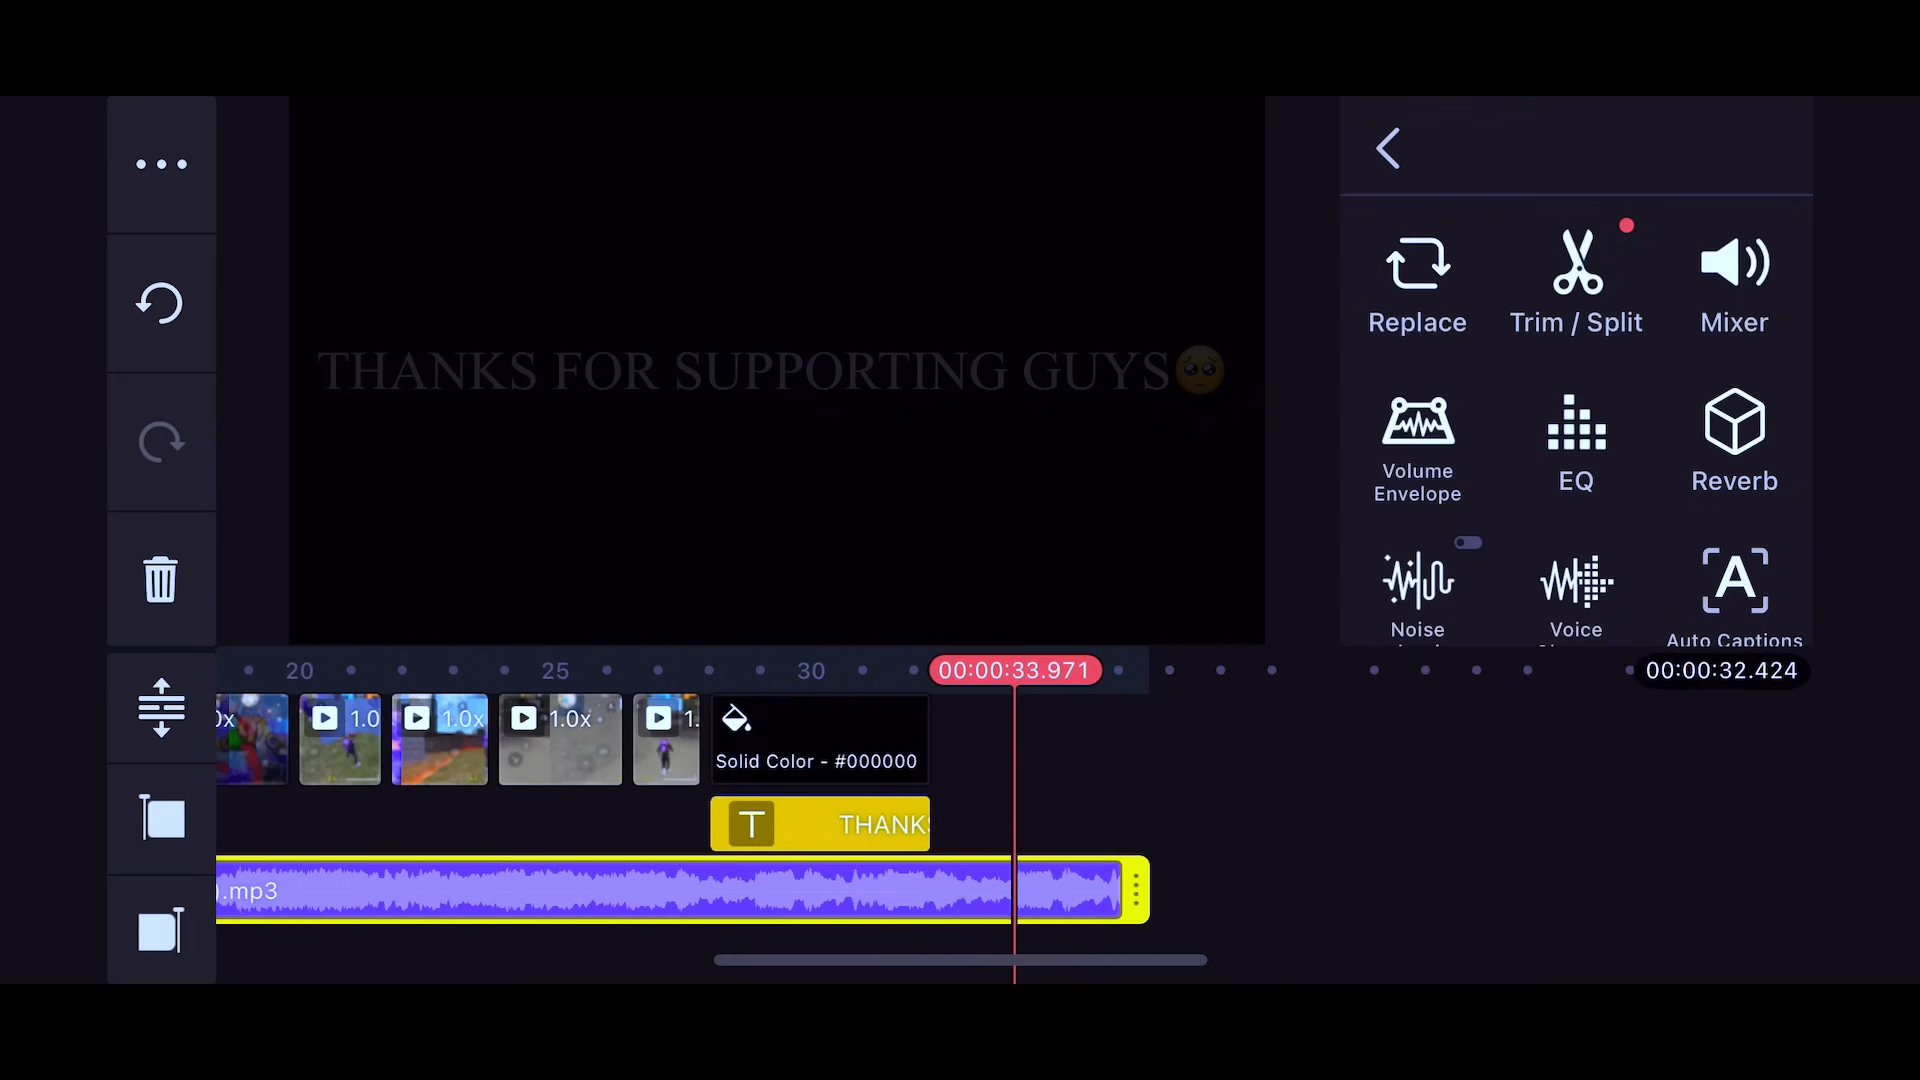 THANKS FOR SUPPORTING GUYS🥺
Replace
Trim / Split
Mixer
Volume
Envelope
EQ
Reverb
Noise
Voice
Auto Captions
20
25
30
00:00:33.971
00:00:32.424
0x
1.0
1.0x
1.0x
1.
Solid Color - #000000
T
THANKS
).mp3